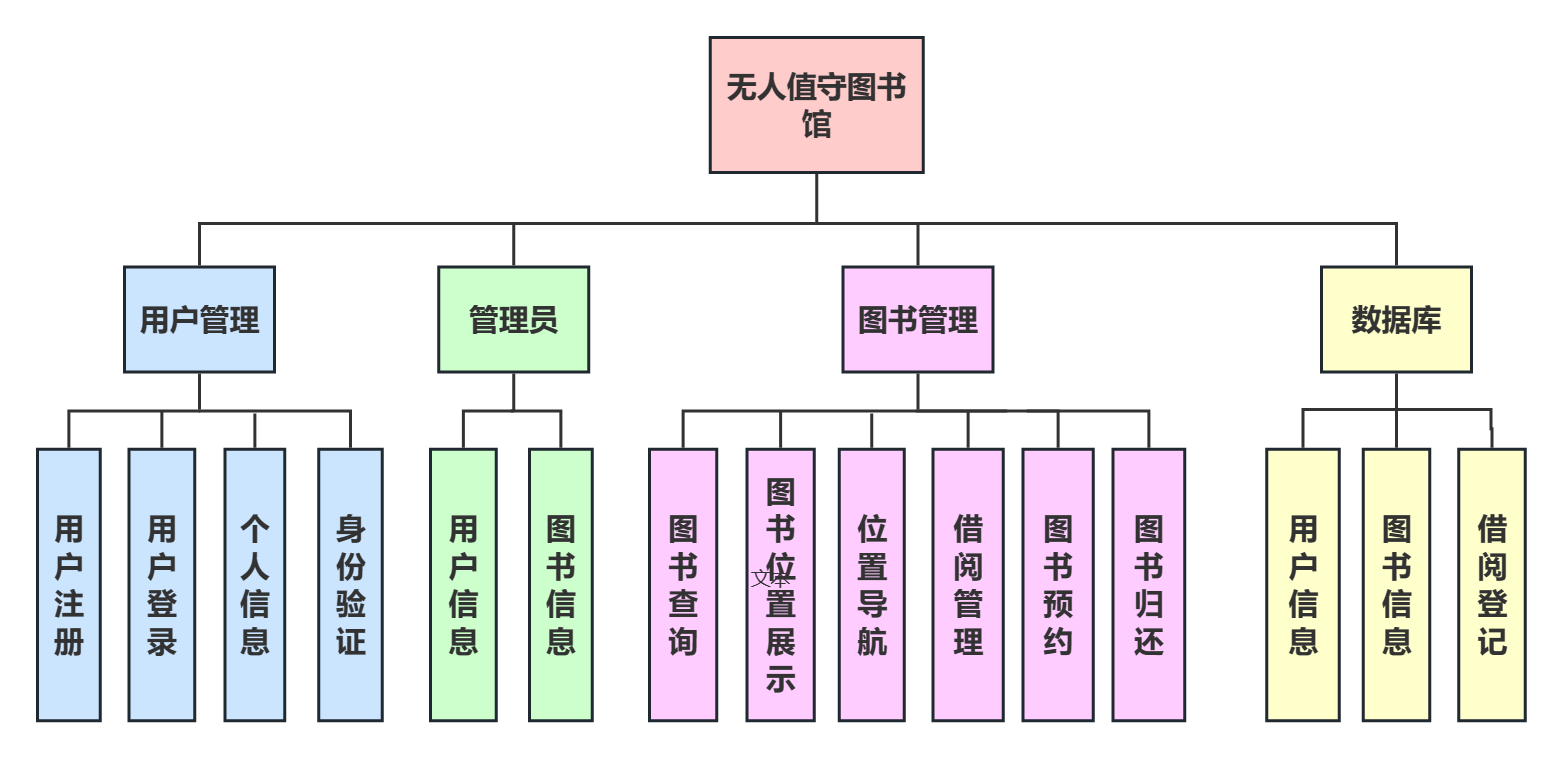 无人值守图书
馆
用户管理
管理员
图书管理
数据库
用户注册
用户登录
个人信息
身份验证
用户信息
图书信息
图书查询
图书位置展示
文本
位置导航
借阅管理
图书预约
图书归还
用户信息
图书信息
借阅登记